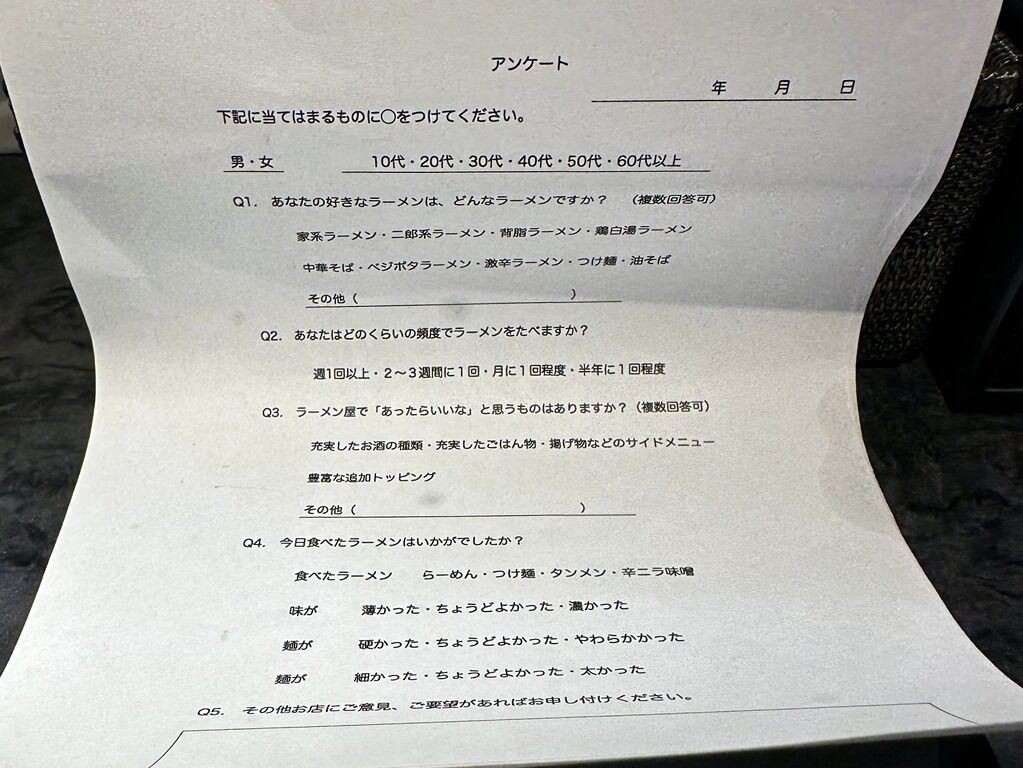 アンケート
年　月　日
下記に当てはまるものに○をつけてください。
男・女　10代・20代・30代・40代・50代・60代以上
Q1. あなたの好きなラーメンは、どんなラーメンですか？　（複数回答可）
家系ラーメン・二郎系ラーメン・背脂ラーメン・鶏白湯ラーメン
中華そば・ベジポタラーメン・激辛ラーメン・つけ麺・油そば
その他（　）
Q2. あなたはどのくらいの頻度でラーメンをたべますか？
週1回以上・２〜３週間に１回・月に１回程度・半年に１回程度
Q3. ラーメン屋で「あったらいいな」と思うものはありますか？（複数回答可）
充実したお酒の種類・充実したごはん物・揚げ物などのサイドメニュー
豊富な追加トッピング
その他（　）
Q4. 今日食べたラーメンはいかがでしたか？
食べたラーメン　らーめん・つけ麺・タンメン・辛ニラ味噌
味が　薄かった・ちょうどよかった・濃かった
麺が　硬かった・ちょうどよかった・やわらかかった
麺が　細かった・ちょうどよかった・太かった
Q5. その他お店にご意見、ご要望があればお申し付けください。